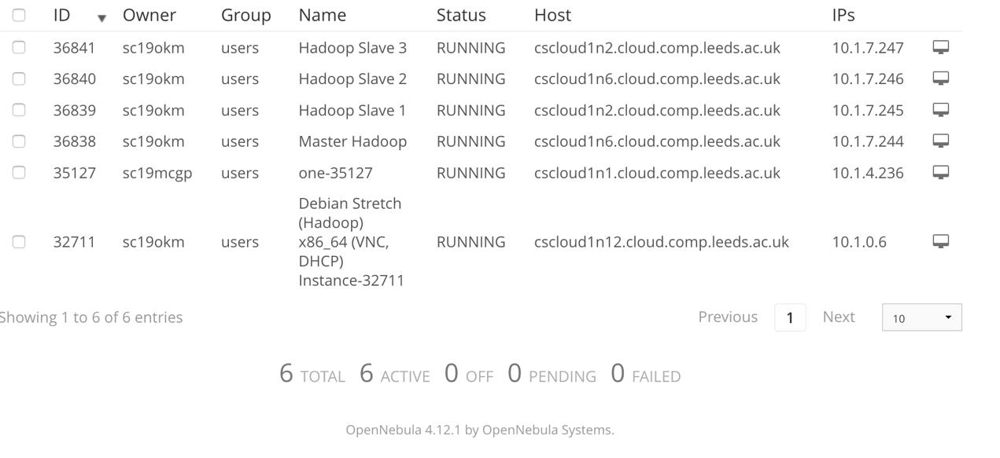 ID Owner Group Name Status Host IPs
36841 sc19okm users Hadoop Slave 3 RUNNING cscloud1n2.cloud.comp.leeds.ac.uk 10.1.7.247
36840 sc19okm users Hadoop Slave 2 RUNNING cscloud1n6.cloud.comp.leeds.ac.uk 10.1.7.246
36839 sc19okm users Hadoop Slave 1 RUNNING cscloud1n2.cloud.comp.leeds.ac.uk 10.1.7.245
36838 sc19okm users Master Hadoop RUNNING cscloud1n6.cloud.comp.leeds.ac.uk 10.1.7.244
35127 sc19mcgp users one-35127 RUNNING cscloud1n1.cloud.comp.leeds.ac.uk 10.1.4.236
Debian Stretch
(Hadoop)
32711 sc19okm users x86_64 (VNC, RUNNING cscloud1n12.cloud.comp.leeds.ac.uk 10.1.0.6
DHCP)
Instance-32711
Showing 1 to 6 of 6 entries Previous 1 Next 10
6 TOTAL 6 ACTIVE 0 OFF 0 PENDING 0 FAILED
OpenNebula 4.12.1 by OpenNebula Systems.